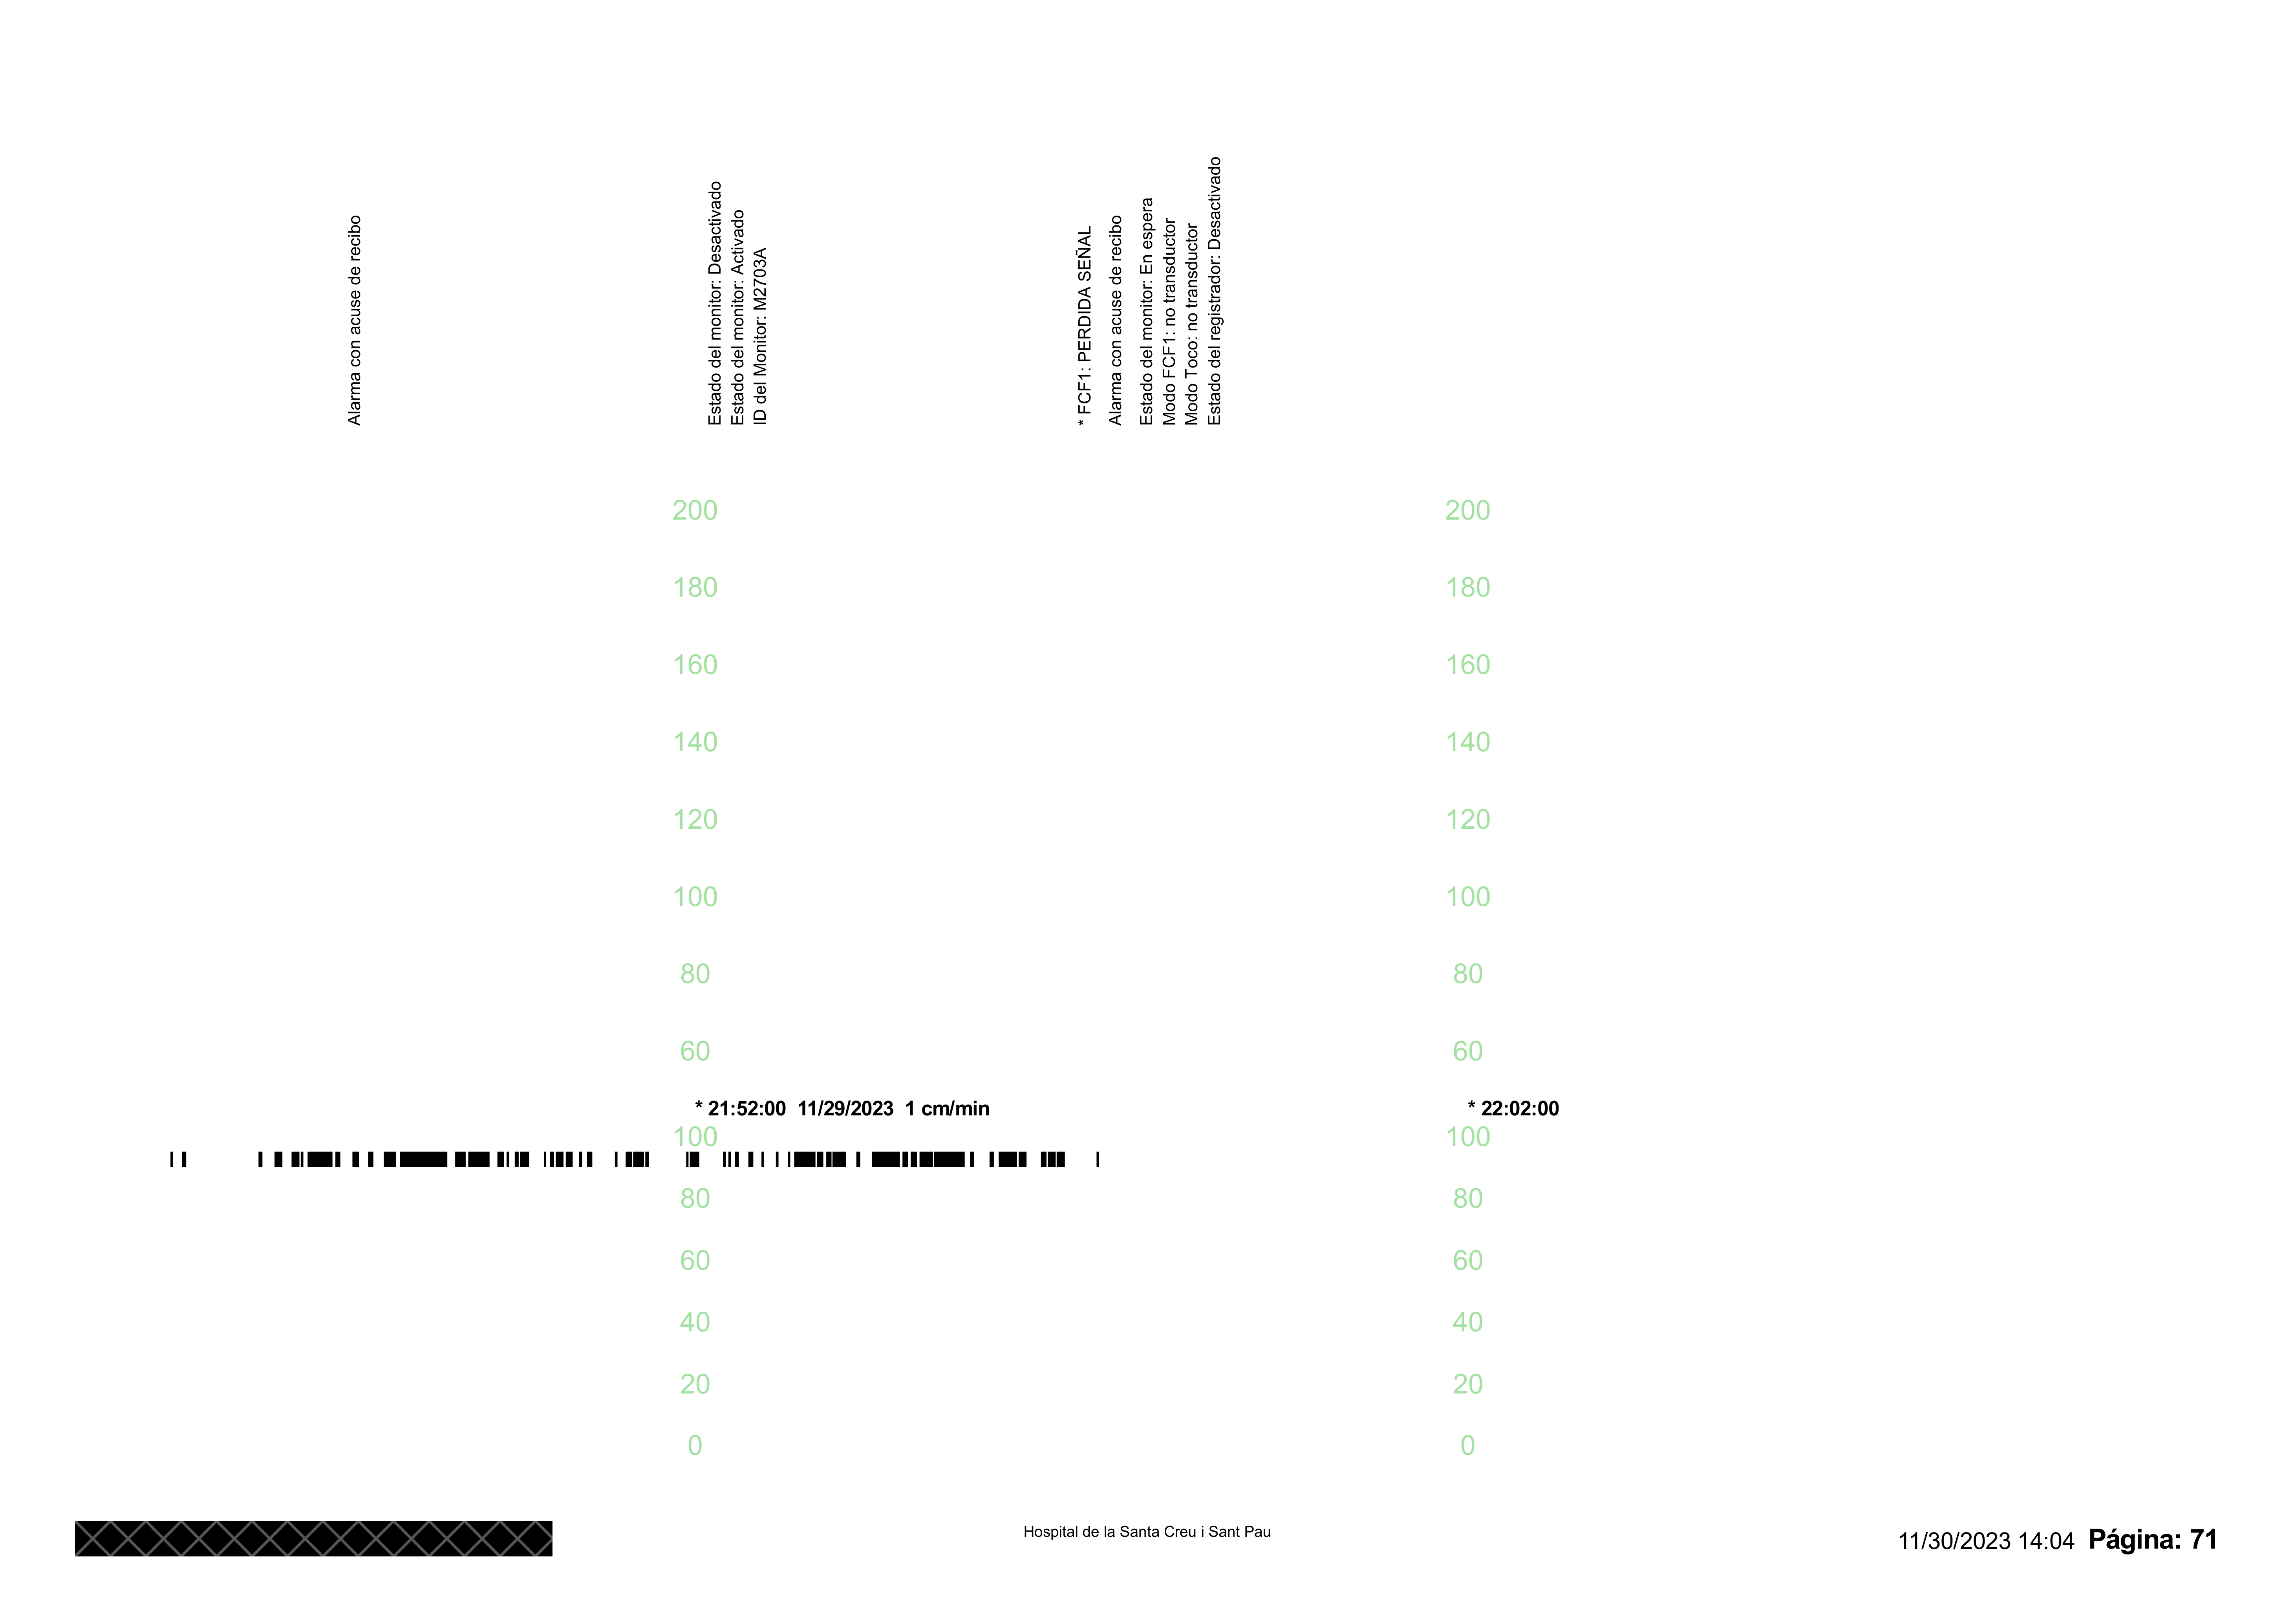 Alarma con acuse de recibo
Estado del monitor: Desactivado
Estado del monitor: Activado
ID del Monitor: M2703A
* FCF1: PERDIDA SEÑAL
Alarma con acuse de recibo
Estado del monitor: En espera
Modo FCF1: no transductor
Modo Toco: no transductor
Estado del registrador: Desactivado
200 200
180 180
160 160
140 140
120 120
100 100
80 80
60 60
* 21:52:00 11/29/2023 1 cm/min * 22:02:00
100 100
80 80
60 60
40 40
20 20
0 0
Hospital de la Santa Creu i Sant Pau
11/30/2023 14:04 Página: 71